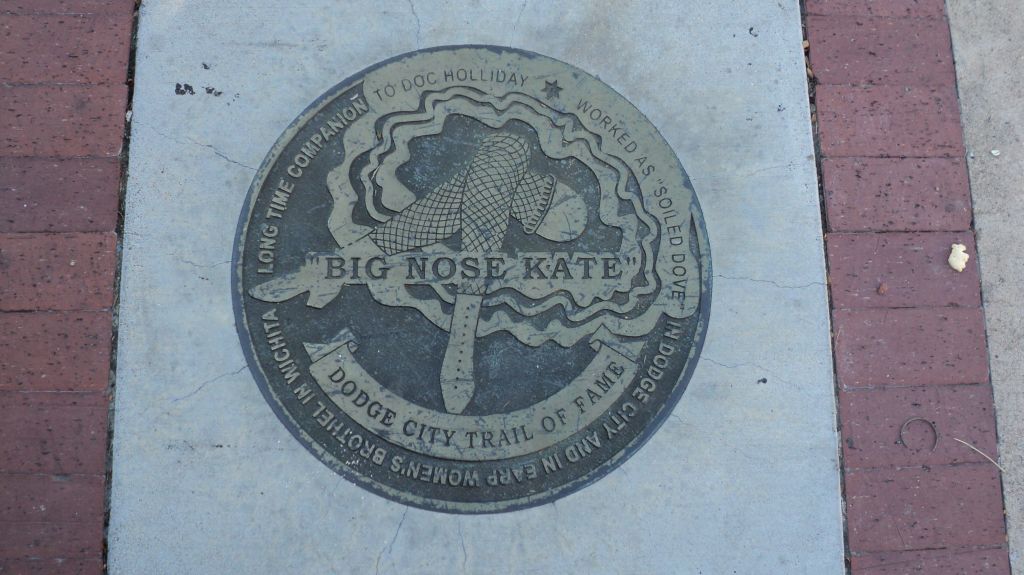 LONG TIME COMPANION TO DOC HOLLIDAY ★ WORKED AS "SOILED DOVE" IN DODGE CITY AND IN EARP WOMEN'S BROTHEL IN WICHITA
"BIG NOSE KATE"
DODGE CITY TRAIL OF FAME